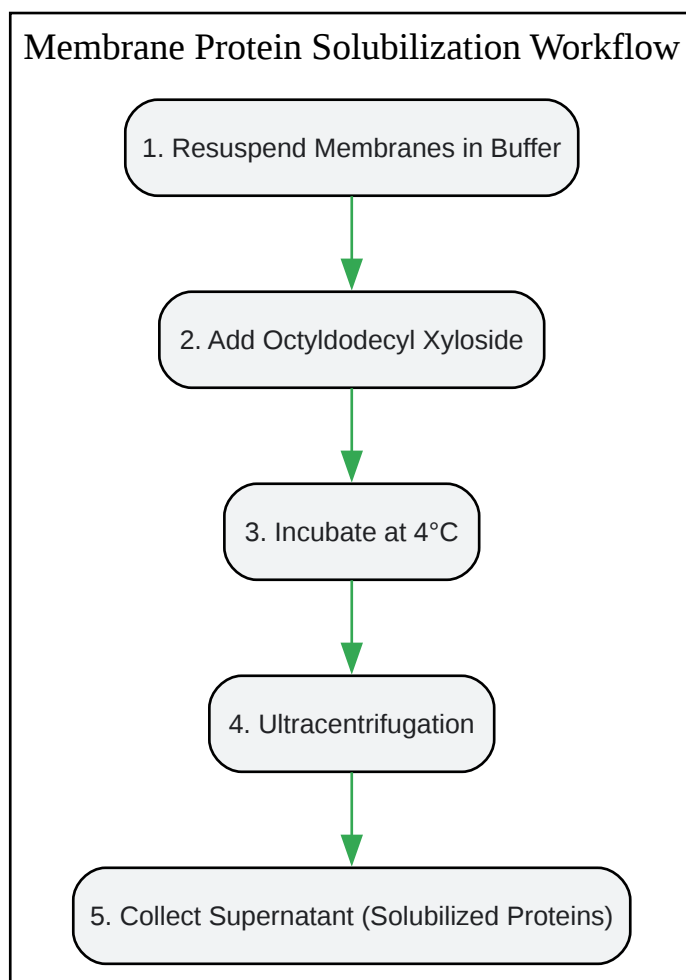 Membrane Protein Solubilization Workflow
1. Resuspend Membranes in Buffer
2. Add Octyldodecyl Xyloside
3. Incubate at 4°C
4. Ultracentrifugation
5. Collect Supernatant (Solubilized Proteins)